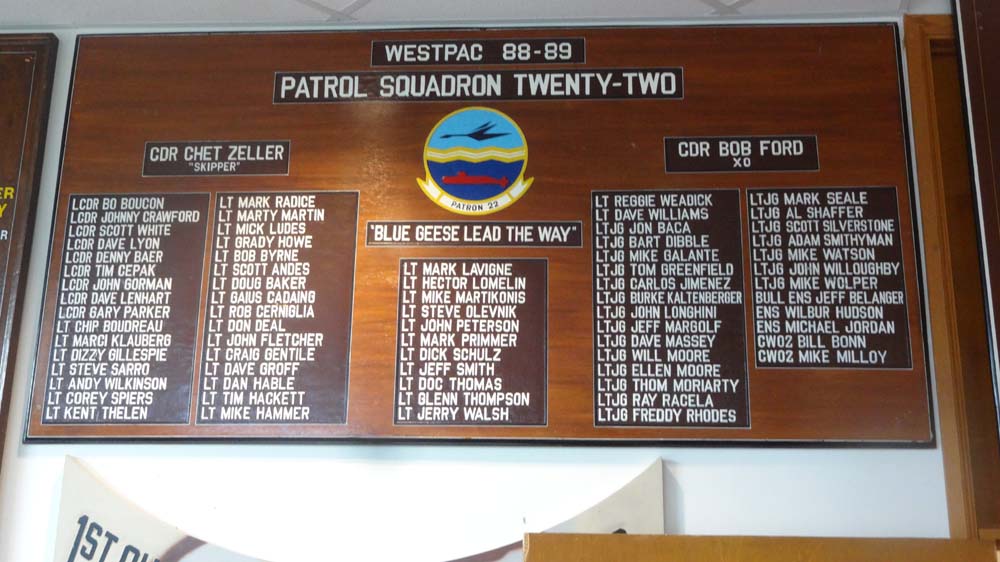 WESTPAC 88-89
PATROL SQUADRON TWENTY-TWO
CDR CHET ZELLER
"SKIPPER"
PATRON 22
CDR BOB FORD
XO
"BLUE GEESE LEAD THE WAY"
LCDR BO BOUCON
LCDR JOHNNY CRAWFORD
LCDR SCOTT WHITE
LCDR DAVE LYON
LCDR DENNY BAER
LCDR TIM CEPAK
LCDR JOHN GORMAN
LCDR DAVE LENHART
LCDR GARY PARKER
LT CHIP BOUDREAU
LT MARCI KLAUBERG
LT DIZZY GILLESPIE
LT STEVE SARRO
LT ANDY WILKINSON
LT COREY SPIERS
LT KENT THELEN
LT MARK RADICE
LT MARTY MARTIN
LT MICK LUDES
LT GRADY HOWE
LT BOB BYRNE
LT SCOTT ANDES
LT DOUG BAKER
LT GAIUS CADAING
LT ROB CERNIGLIA
LT DON DEAL
LT JOHN FLETCHER
LT CRAIG GENTILE
LT DAVE GROFF
LT DAN HABLE
LT TIM HACKETT
LT MIKE HAMMER
LT MARK LAVIGNE
LT HECTOR LOMELIN
LT MIKE MARTIKONIS
LT STEVE OLEVNIK
LT JOHN PETERSON
LT MARK PRIMMER
LT DICK SCHULZ
LT JEFF SMITH
LT DOC THOMAS
LT GLENN THOMPSON
LT JERRY WALSH
LT REGGIE WEADICK
LT DAVE WILLIAMS
LTJG JON BACA
LTJG BART DIBBLE
LTJG MIKE GALANTE
LTJG TOM GREENFIELD
LTJG CARLOS JIMENEZ
LTJG BURKE KALTENBERGER
LTJG JOHN LONGHINI
LTJG JEFF MARGOLF
LTJG DAVE MASSEY
LTJG WILL MOORE
LTJG ELLEN MOORE
LTJG THOM MORIARTY
LTJG RAY RACELA
LTJG FREDDY RHODES
LTJG MARK SEALE
LTJG AL SHAFFER
LTJG SCOTT SILVERSTONE
LTJG ADAM SMITHYMAN
LTJG MIKE WATSON
LTJG JOHN WILLOUGHBY
LTJG MIKE WOLPER
BULL ENS JEFF BELANGER
ENS WILBUR HUDSON
ENS MICHAEL JORDAN
CWO2 BILL BONN
CWO2 MIKE MILLOY
1ST